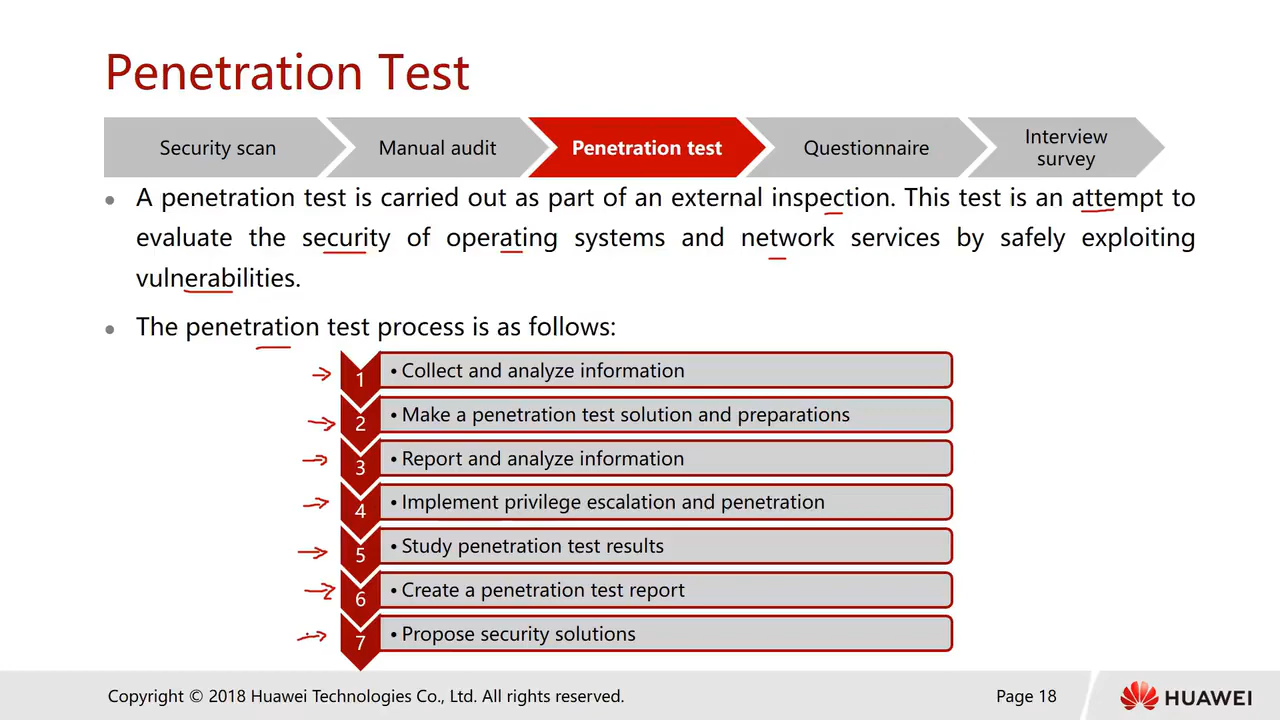 Penetration Test
Security scan
Manual audit
Penetration test
Questionnaire
Interview
survey
• A penetration test is carried out as part of an external inspection. This test is an attempt to
evaluate the security of operating systems and network services by safely exploiting
vulnerabilities.
• The penetration test process is as follows:
1 • Collect and analyze information
2 • Make a penetration test solution and preparations
3 • Report and analyze information
4 • Implement privilege escalation and penetration
5 • Study penetration test results
6 • Create a penetration test report
7 • Propose security solutions
Copyright © 2018 Huawei Technologies Co., Ltd. All rights reserved.
Page 18
HUAWEI